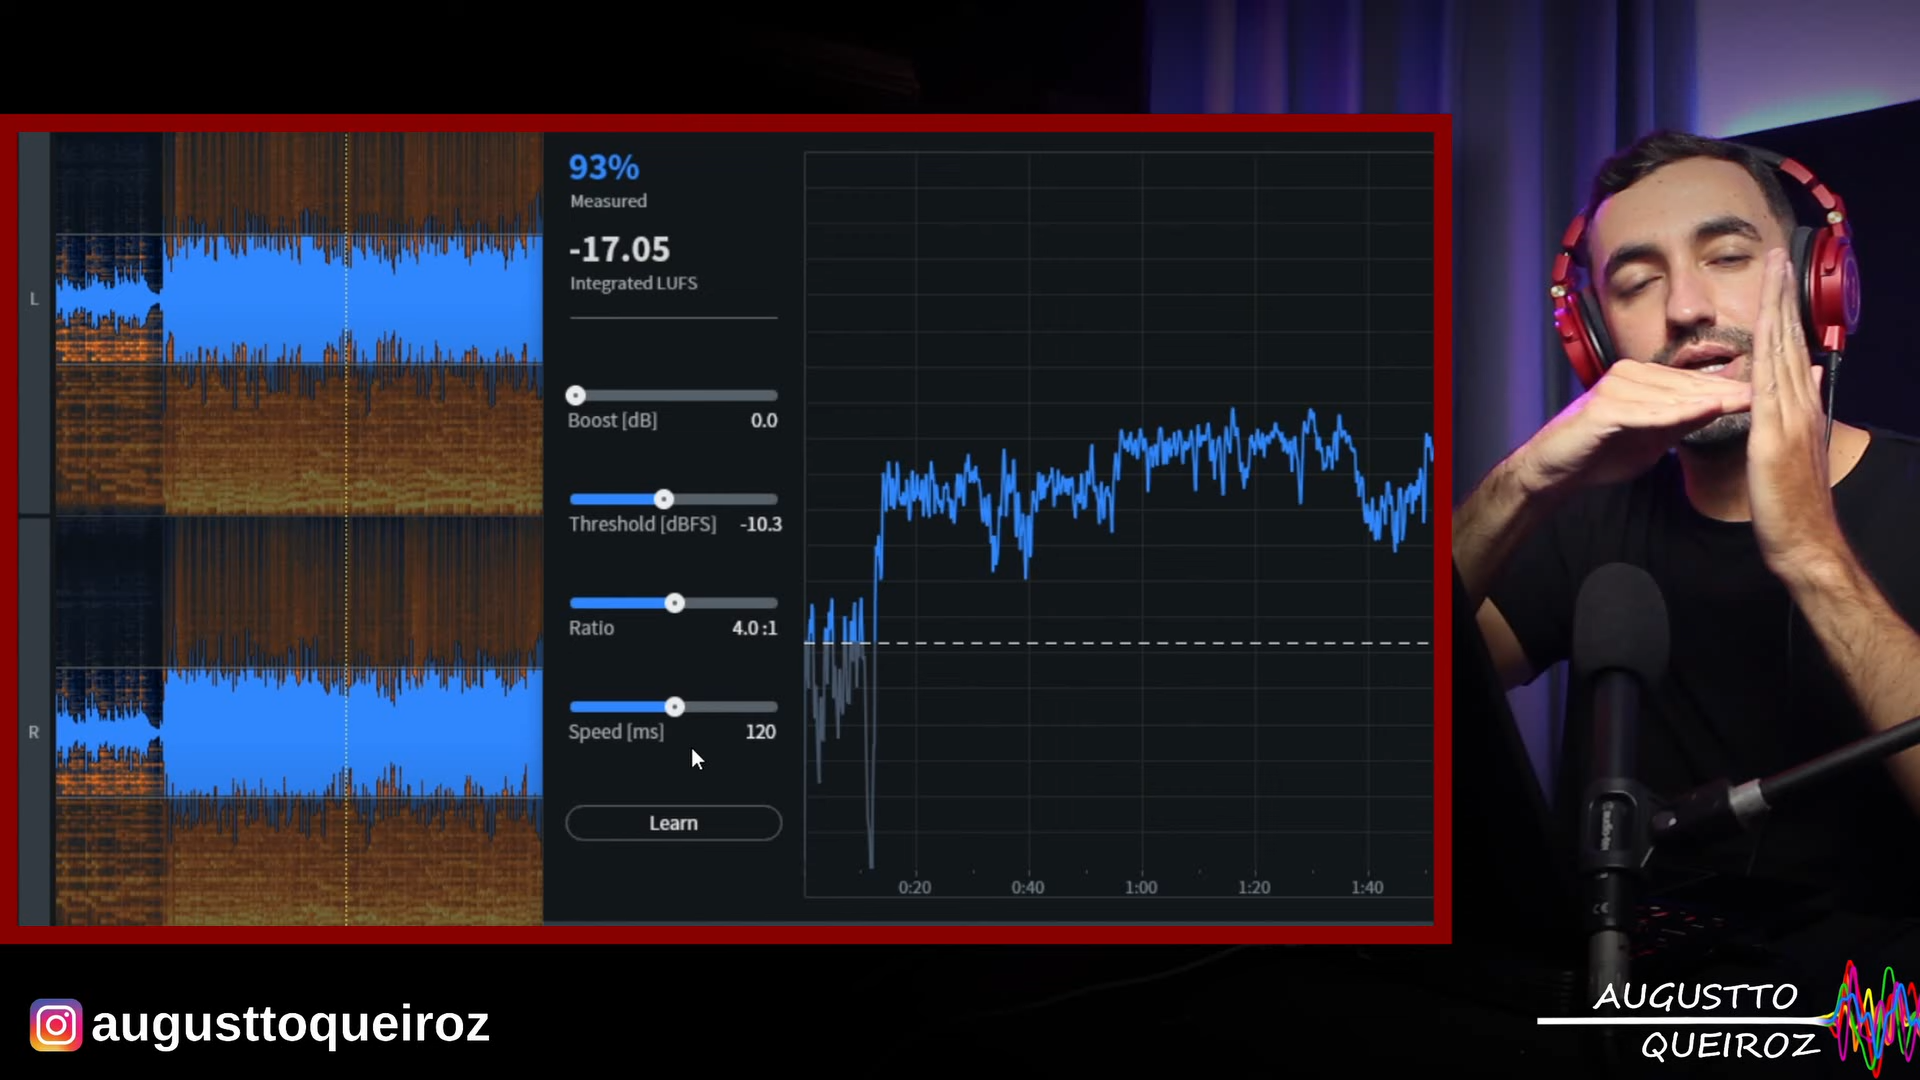 L
R
93%
Measured
-17.05
Integrated LUFS
Boost [dB] 0.0
Threshold [dBFS] -10.3
Ratio 4.0:1
Speed [ms] 120
Learn
0:20 0:40 1:00 1:20 1:40
augusttoqueiroz
AUGUSTTO
QUEIROZ